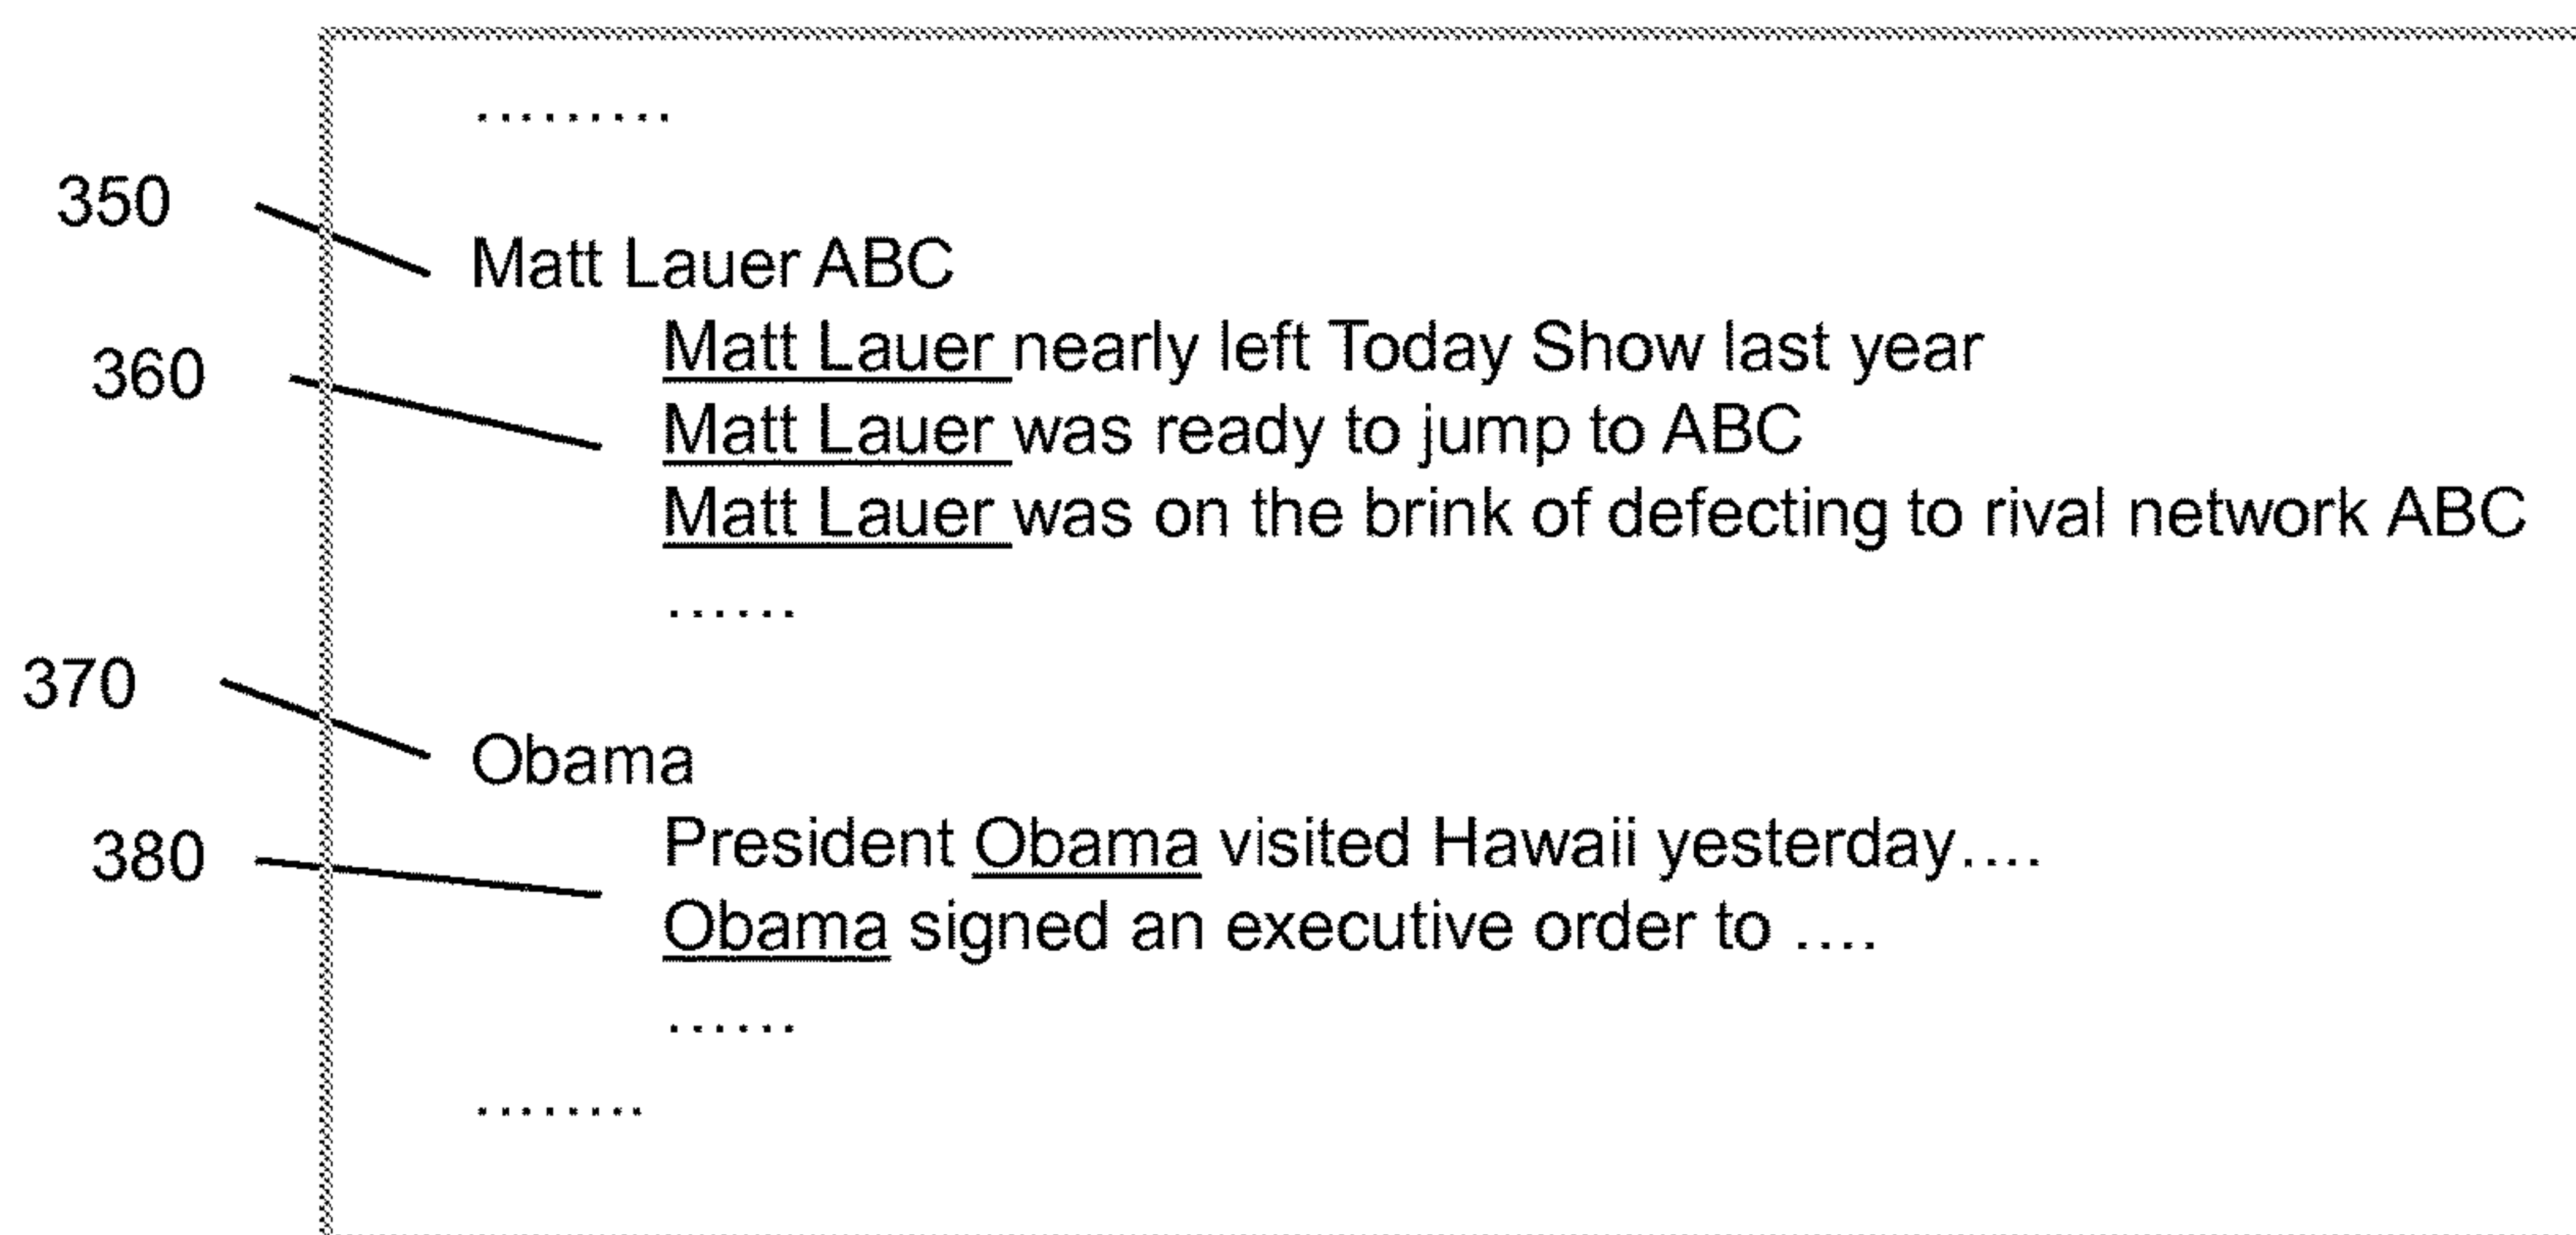 .........
350
Matt Lauer ABC
Matt Lauer nearly left Today Show last year
360
Matt Lauer was ready to jump to ABC
Matt Lauer was on the brink of defecting to rival network ABC
......
370
Obama
President Obama visited Hawaii yesterday....
380
Obama signed an executive order to ....
......
........